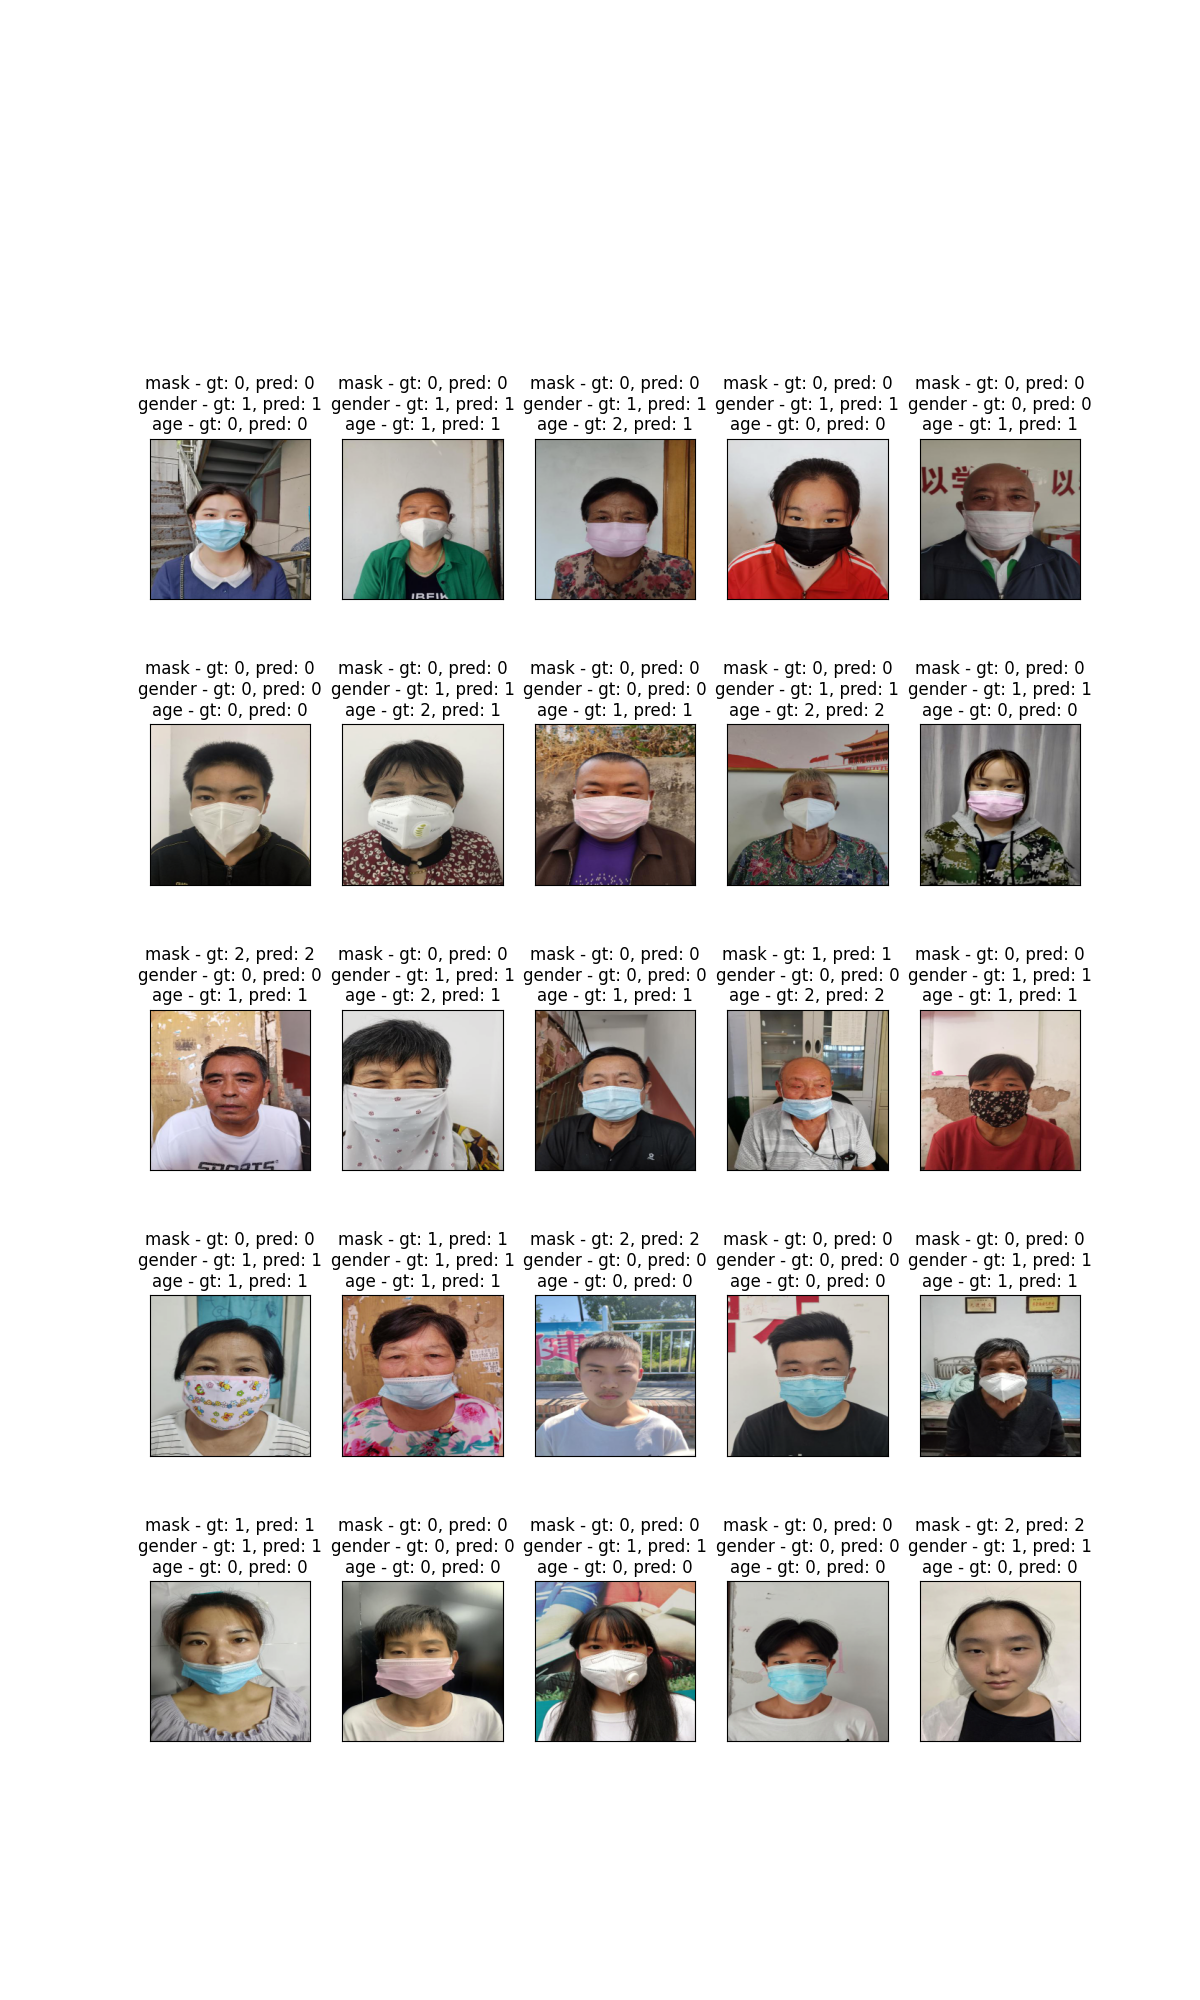 mask - gt: 0, pred: 0
gender - gt: 1, pred: 1
age - gt: 0, pred: 0
mask - gt: 0, pred: 0
gender - gt: 1, pred: 1
age - gt: 1, pred: 1
mask - gt: 0, pred: 0
gender - gt: 1, pred: 1
age - gt: 2, pred: 1
mask - gt: 0, pred: 0
gender - gt: 1, pred: 1
age - gt: 0, pred: 0
mask - gt: 0, pred: 0
gender - gt: 0, pred: 0
age - gt: 1, pred: 1
以学
以
mask - gt: 0, pred: 0
gender - gt: 0, pred: 0
age - gt: 0, pred: 0
mask - gt: 0, pred: 0
gender - gt: 1, pred: 1
age - gt: 2, pred: 1
mask - gt: 0, pred: 0
gender - gt: 0, pred: 0
age - gt: 1, pred: 1
mask - gt: 0, pred: 0
gender - gt: 1, pred: 1
age - gt: 2, pred: 2
mask - gt: 0, pred: 0
gender - gt: 1, pred: 1
age - gt: 0, pred: 0
mask - gt: 2, pred: 2
gender - gt: 0, pred: 0
age - gt: 1, pred: 1
SPORTS
mask - gt: 0, pred: 0
gender - gt: 1, pred: 1
age - gt: 2, pred: 1
mask - gt: 0, pred: 0
gender - gt: 0, pred: 0
age - gt: 1, pred: 1
mask - gt: 1, pred: 1
gender - gt: 0, pred: 0
age - gt: 2, pred: 2
mask - gt: 0, pred: 0
gender - gt: 1, pred: 1
age - gt: 1, pred: 1
mask - gt: 0, pred: 0
gender - gt: 1, pred: 1
age - gt: 1, pred: 1
mask - gt: 1, pred: 1
gender - gt: 1, pred: 1
age - gt: 1, pred: 1
mask - gt: 2, pred: 2
gender - gt: 0, pred: 0
age - gt: 0, pred: 0
健
mask - gt: 0, pred: 0
gender - gt: 0, pred: 0
age - gt: 0, pred: 0
mask - gt: 0, pred: 0
gender - gt: 1, pred: 1
age - gt: 1, pred: 1
mask - gt: 1, pred: 1
gender - gt: 1, pred: 1
age - gt: 0, pred: 0
mask - gt: 0, pred: 0
gender - gt: 0, pred: 0
age - gt: 0, pred: 0
mask - gt: 0, pred: 0
gender - gt: 1, pred: 1
age - gt: 0, pred: 0
mask - gt: 0, pred: 0
gender - gt: 0, pred: 0
age - gt: 0, pred: 0
mask - gt: 2, pred: 2
gender - gt: 1, pred: 1
age - gt: 0, pred: 0